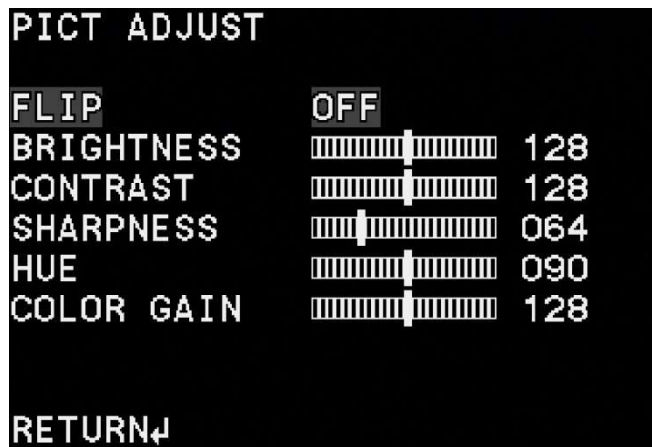 PICT ADJUST
FLIP OFF
BRIGHTNESS 128
CONTRAST 128
SHARPNESS 064
HUE 090
COLOR GAIN 128
RETURN↲